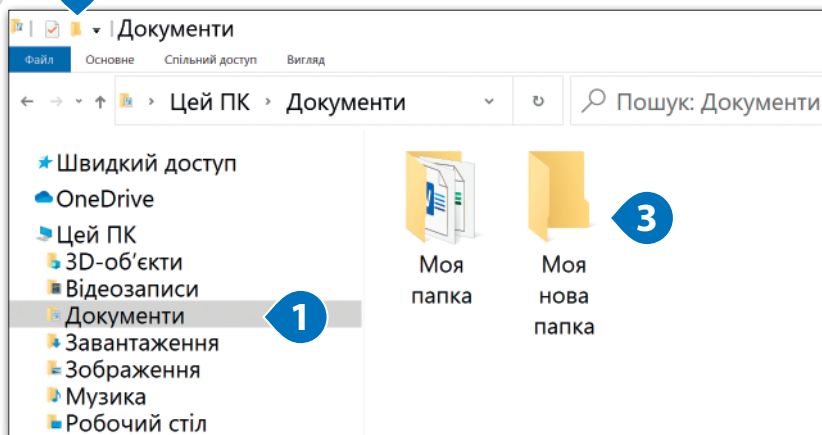 Документи
Файл Основне Спільний доступ Вигляд
Цей ПК › Документи
Пошук: Документи
Швидкий доступ
OneDrive
Цей ПК
3D-об'єкти
Відеозаписи
Документи
1
Завантаження
Зображення
Музика
Робочий стіл
Моя
папка
Моя
нова
папка
3